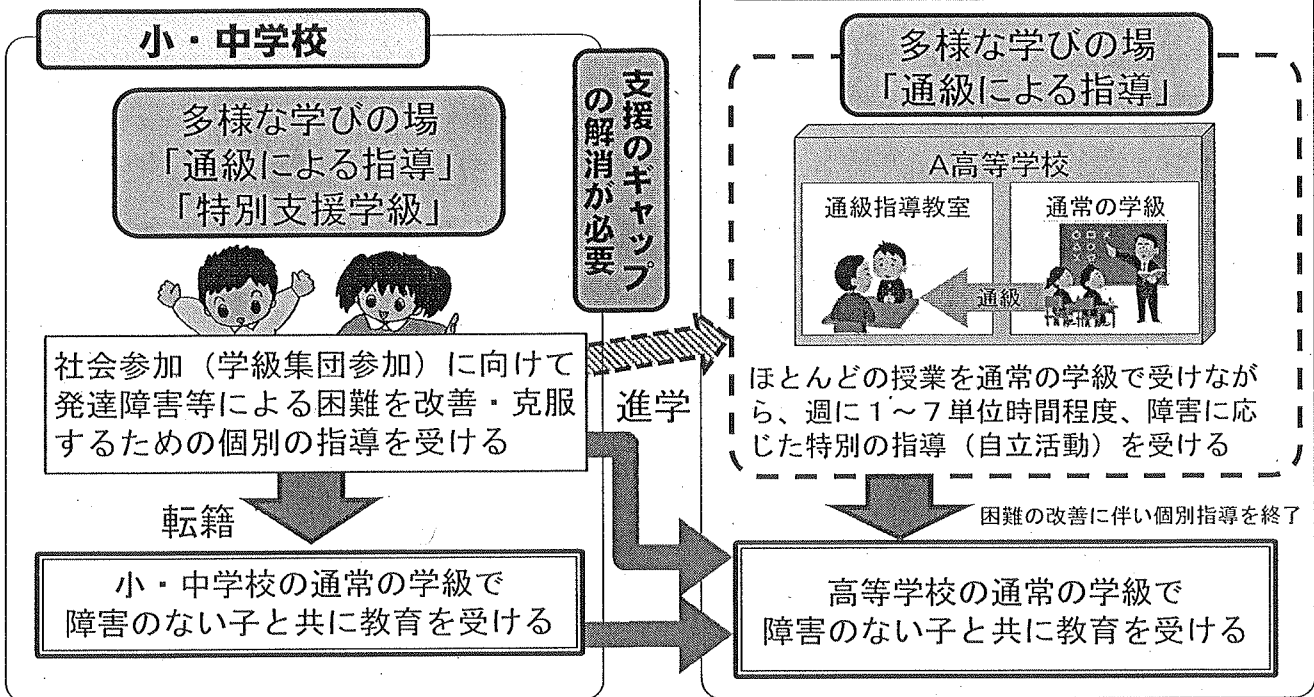 小・中学校
多様な学びの場
「通級による指導」
「特別支援学級」
支援のギャップ
の解消が必要
社会参加（学級集団参加）に向けて
発達障害等による困難を改善・克服
するための個別の指導を受ける
転籍
小・中学校の通常の学級で
障害のない子と共に教育を受ける
進学
多様な学びの場
「通級による指導」
A高等学校
通級指導教室
通常の学級
通級
ほとんどの授業を通常の学級で受けなが
ら、週に１～７単位時間程度、障害に応
じた特別の指導（自立活動）を受ける
困難の改善に伴い個別指導を終了
高等学校の通常の学級で
障害のない子と共に教育を受ける